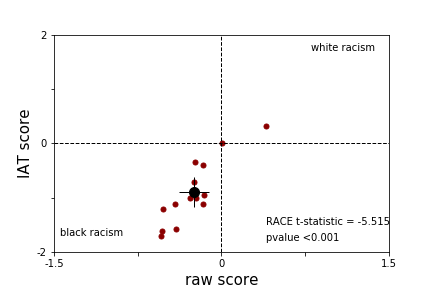 2
white racism
IAT score
0
RACE t-statistic = -5.515
black racism
pvalue <0.001
-2
-1.5
0
1.5
raw score